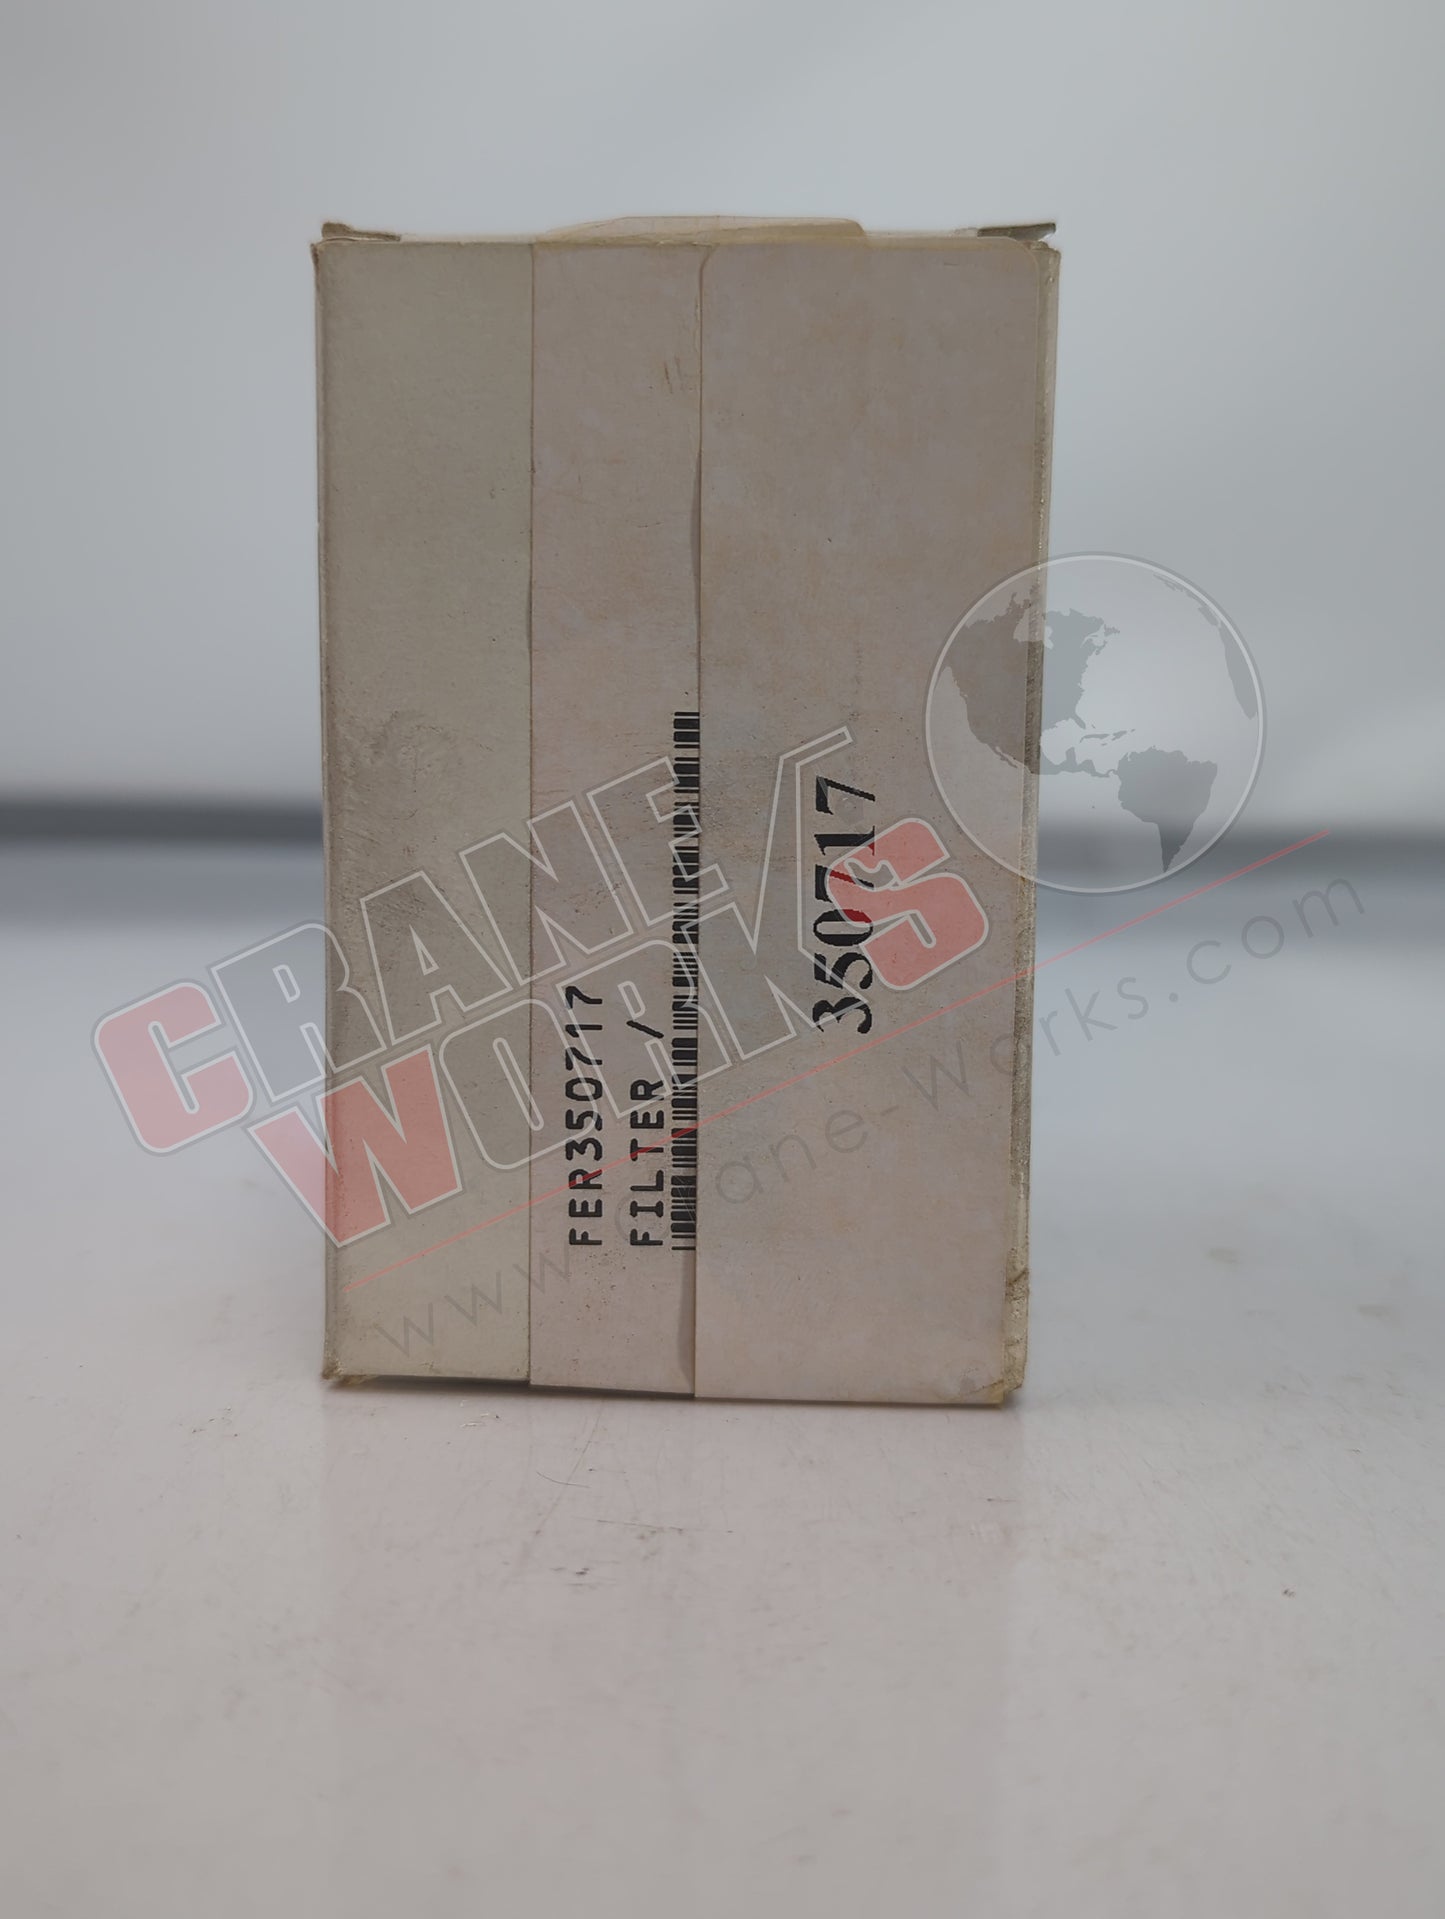 FER350717
FILTER /
350717
CRANE
WORKS
www.crane-works.com